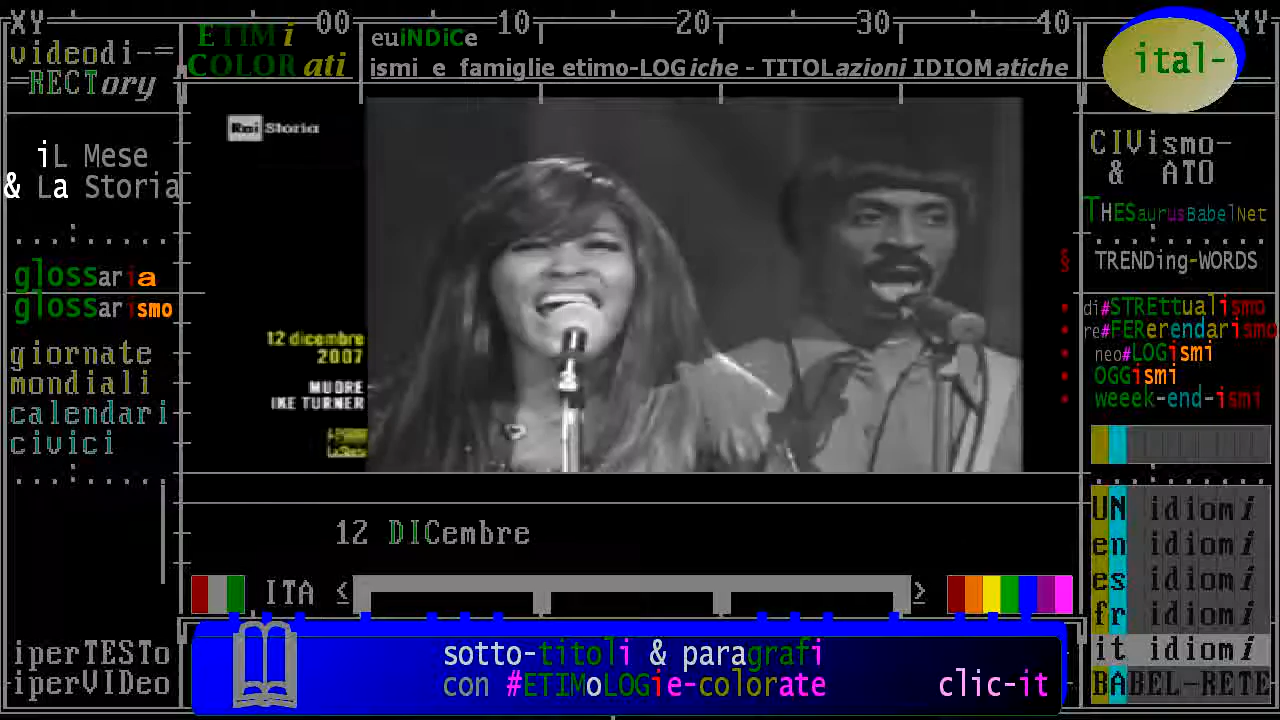 XY 00 10 20 30 40 XY
videodi-=
=RECTory
ETIMi
COLORati
euiNDiCe
ismi e famiglie etimo-LOGiche - TITOLazioni IDIOMatiche
ital-
Rai Storia
iL Mese
& La Storia
...:.....
glossaria
glossarismo
giornate
mondiali
calendari
civici
...:.....
12 dicembre
2007
MUORE
IKE TURNER
CIVismo-
& ATO
THESaurusBabelNet
...:.....
§ TRENDing-WORDS
di#STREttualismo
re#FERerendarismo
neo#LOGismi
OGGismi
weeek-end-ismi
...:.....
UN idiomi
en idiomi
es idiomi
fr idiomi
it idiomi
BABEL-RETE
12 DICembre
ITA < >
iperTESTo
iperVIDeo
sotto-titoli & paragrafi
con #ETIMoLOGie-colorate
clic-it